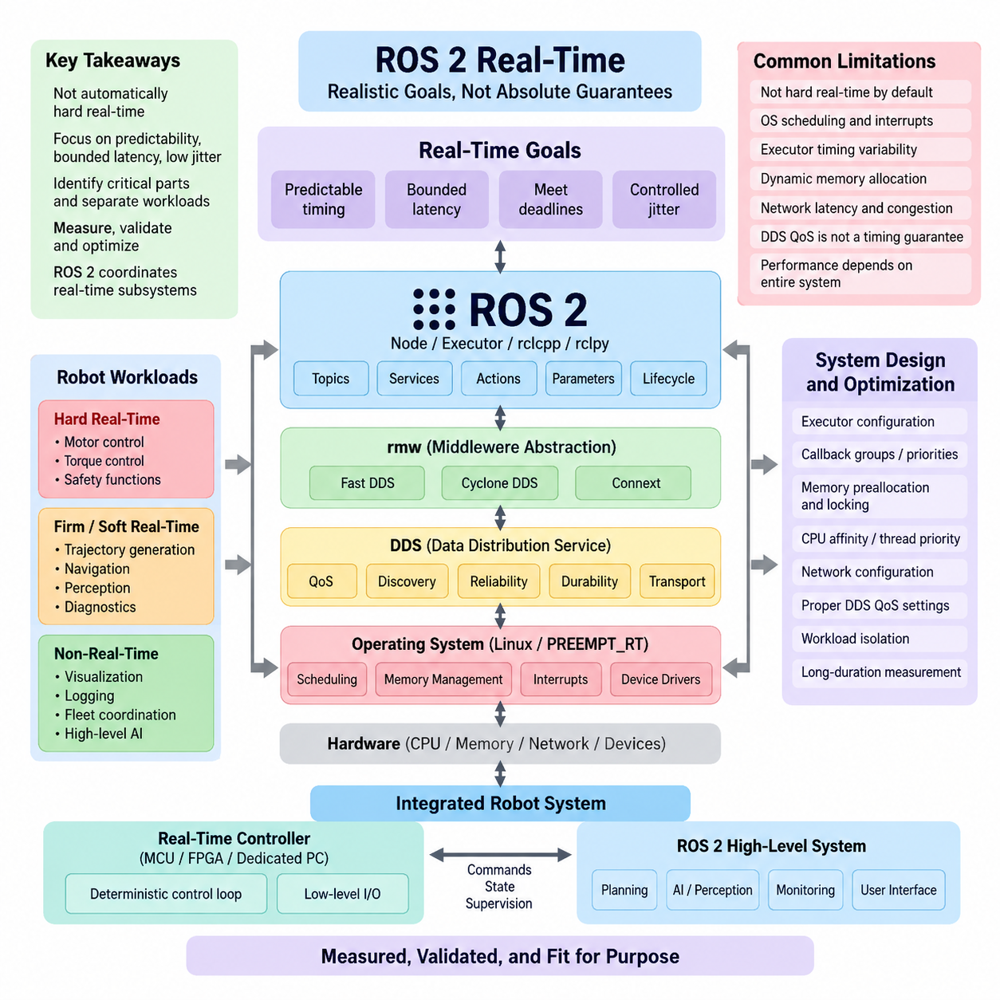 ROS 2 Real-Time
Realistic Goals, Not Absolute Guarantees
Key Takeaways
Not automatically
hard real-time
Focus on predictability,
bounded latency, low jitter
Identify critical parts
and separate workloads
Measure, validate
and optimize
ROS 2 coordinates
real-time subsystems
Real-Time Goals
Predictable
timing
Bounded
latency
Meet
deadlines
Controlled
jitter
Common Limitations
Not hard real-time by default
OS scheduling and interrupts
Executor timing variability
Dynamic memory allocation
Network latency and congestion
DDS QoS is not a timing guarantee
Performance depends on
entire system
ROS 2
Node / Executor / rclcpp / rclpy
Topics
Services
Actions
Parameters
Lifecycle
Robot Workloads
Hard Real-Time
• Motor control
• Torque control
• Safety functions
Firm / Soft Real-Time
• Trajectory generation
• Navigation
• Perception
• Diagnostics
Non-Real-Time
• Visualization
• Logging
• Fleet coordination
• High-level AI
rmw (Middlewere Abstraction)
Fast DDS
Cyclone DDS
Connext
DDS (Data Distribution Service)
QoS
Discovery
Reliability
Durability
Transport
Operating System (Linux / PREEMPT_RT)
Scheduling
Memory Management
Interrupts
Device Drivers
Hardware (CPU / Memory / Network / Devices)
System Design
and Optimization
Executor configuration
Callback groups / priorities
Memory preallocation
and locking
CPU affinity / thread priority
Network configuration
Proper DDS QoS settings
Workload isolation
Long-duration measurement
Integrated Robot System
Real-Time Controller
(MCU / FPGA / Dedicated PC)
Deterministic control loop
Low-level I/O
Commands
State
Supervision
ROS 2 High-Level System
Planning
AI / Perception
Monitoring
User Interface
Measured, Validated, and Fit for Purpose